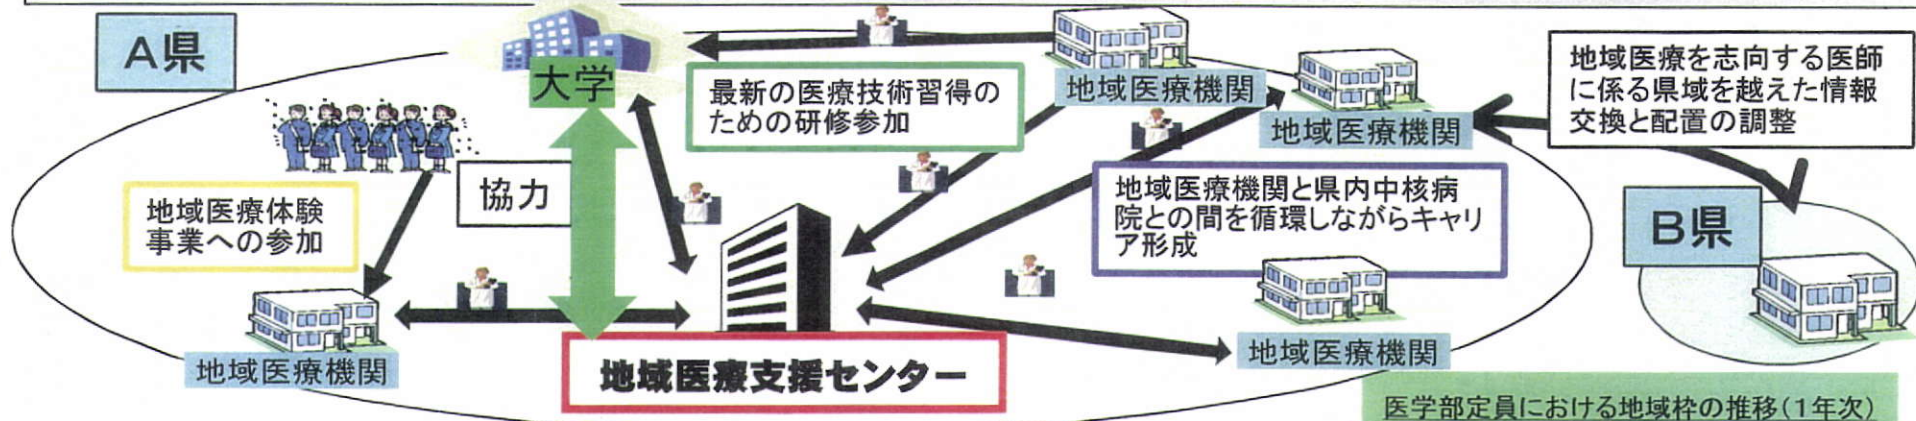 A県
大学
最新の医療技術習得の
ための研修参加
地域医療機関
地域医療機関
地域医療を志向する医師
に係る県域を越えた情報
交換と配置の調整
協力
地域医療体験
事業への参加
地域医療機関と県内中核病
院との間を循環しながらキャリ
ア形成
B県
地域医療機関
地域医療支援センター
地域医療機関
医学部定員における地域枠の推移(1年次)